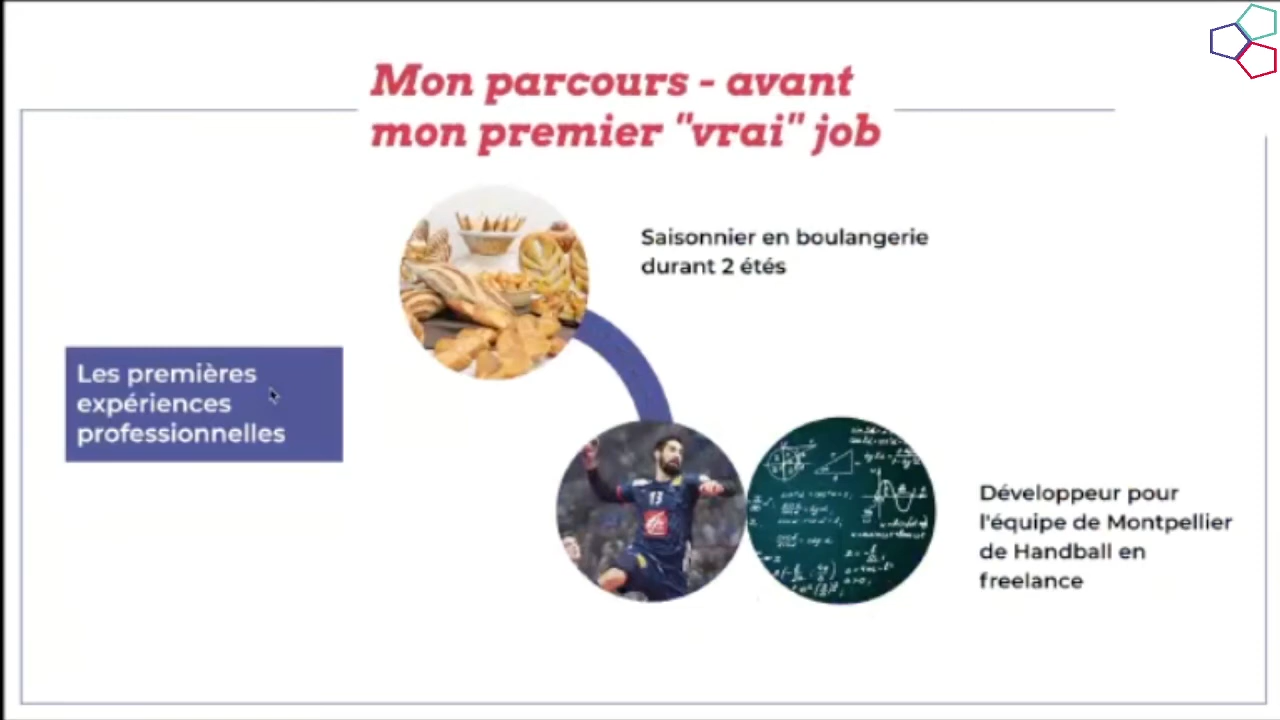 Mon parcours - avant
mon premier "vrai" job
Saisonnier en boulangerie
durant 2 étés
Les premières
expériences
professionnelles
13
Développeur pour
l'équipe de Montpellier
de Handball en
freelance